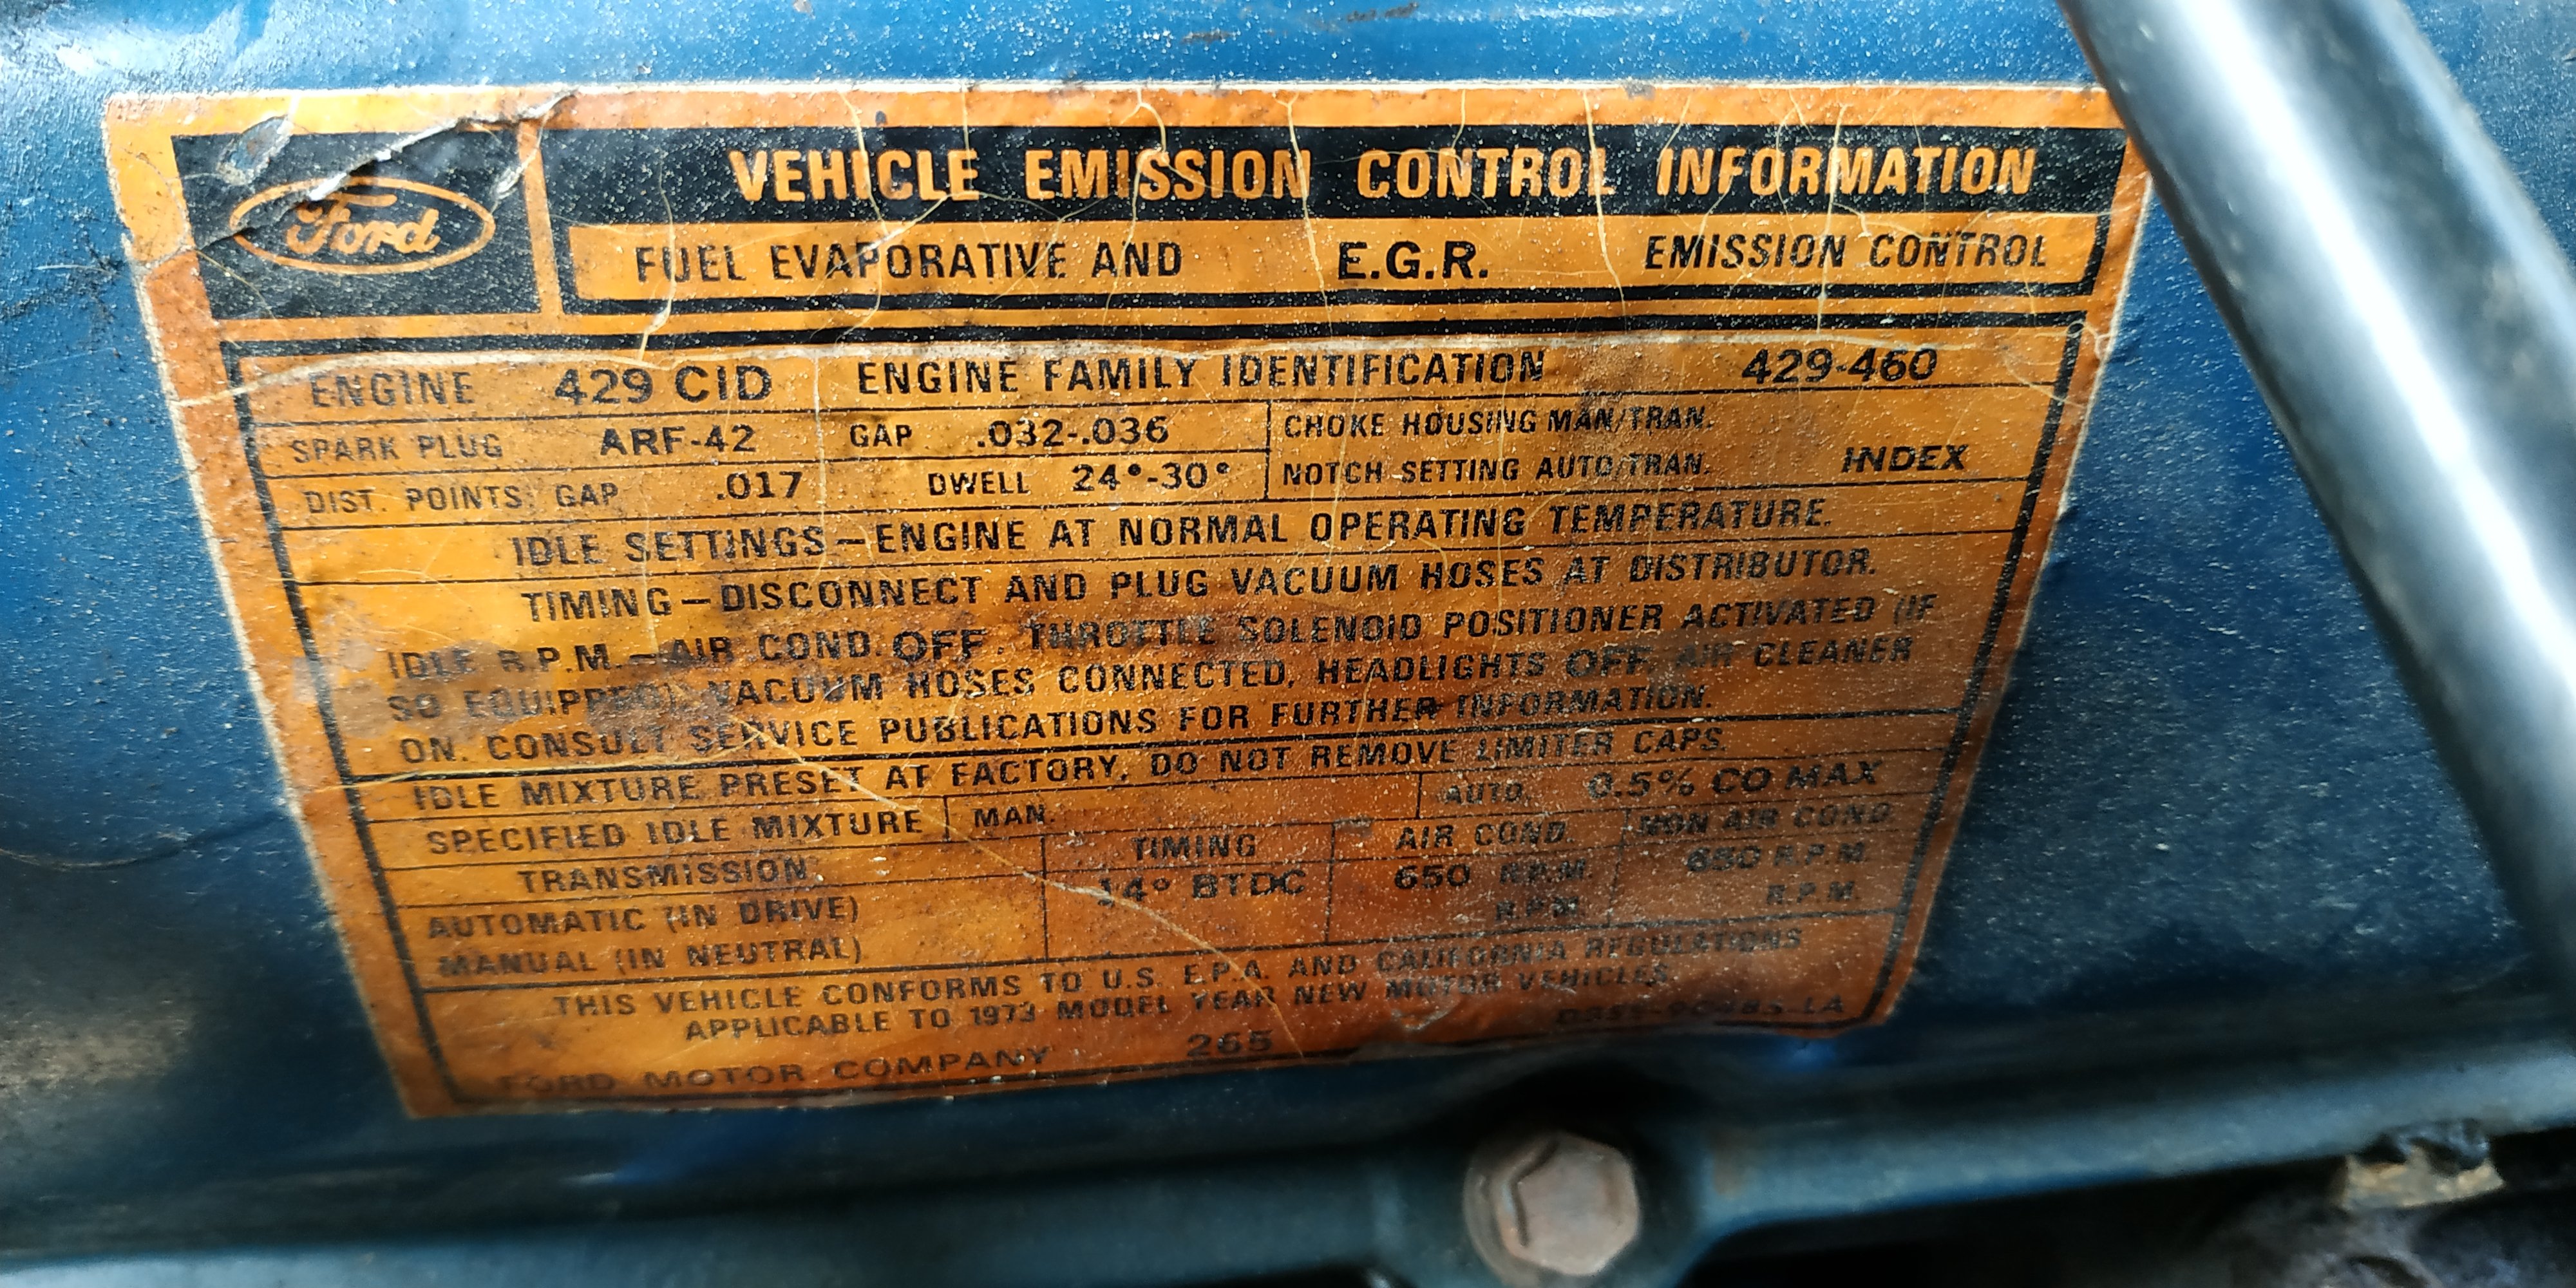 Ford
VEHICLE EMISSION CONTROL INFORMATION
FUEL EVAPORATIVE AND E.G.R. EMISSION CONTROL
ENGINE 429 CID ENGINE FAMILY IDENTIFICATION 429-460
SPARK PLUG ARF-42 GAP .032-.036 CHOKE HOUSING MAN/TRAN.
DIST. POINTS: GAP .017 DWELL 24°-30° NOTCH SETTING AUTO/TRAN. INDEX
IDLE SETTINGS—ENGINE AT NORMAL OPERATING TEMPERATURE.
TIMING—DISCONNECT AND PLUG VACUUM HOSES AT DISTRIBUTOR.
IDLE R.P.M.—AIR COND. OFF. THROTTLE SOLENOID POSITIONER ACTIVATED (IF
SO EQUIPPED), VACUUM HOSES CONNECTED, HEADLIGHTS OFF, AIR CLEANER
ON. CONSULT SERVICE PUBLICATIONS FOR FURTHER INFORMATION.
IDLE MIXTURE PRESET AT FACTORY. DO NOT REMOVE LIMITER CAPS.
SPECIFIED IDLE MIXTURE MAN. AUTO. 0.5% CO MAX
TRANSMISSION TIMING AIR COND. NON AIR COND.
AUTOMATIC (IN DRIVE) 14° BTDC 650 R.P.M. 650 R.P.M.
MANUAL (IN NEUTRAL) R.P.M. R.P.M.
THIS VEHICLE CONFORMS TO U.S. E.P.A. AND CALIFORNIA REGULATIONS
APPLICABLE TO 1973 MODEL YEAR NEW MOTOR VEHICLES.
FORD MOTOR COMPANY 265